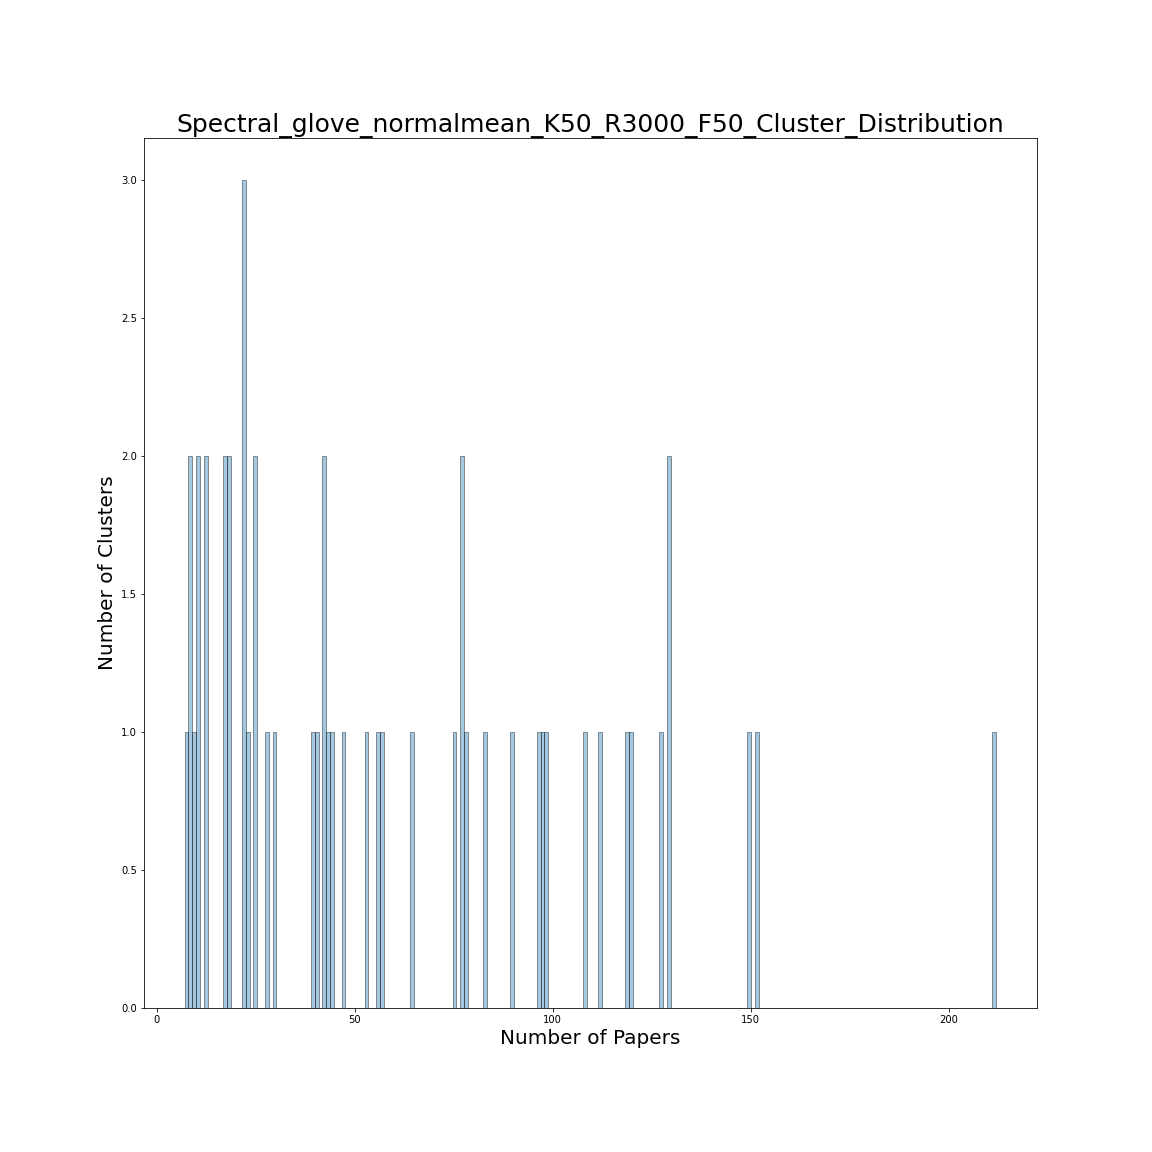 Spectral_glove_normalmean_K50_R3000_F50_Cluster_Distribution
3.0
2.5
2.0
1.5
1.0
0.5
0.0
Number of Clusters
0 50 100 150 200
Number of Papers